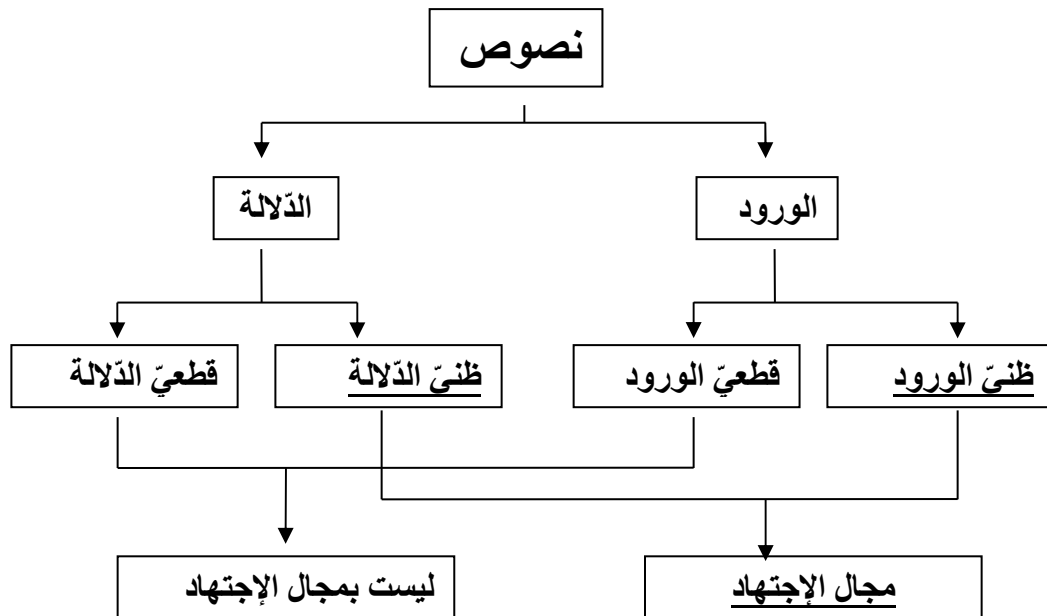 نصوص
الورود
الدّلالة
ظنيّ الورود
قطعيّ الورود
ظنيّ الدّلالة
قطعيّ الدّلالة
مجال الإجتهاد
ليست بمجال الإجتهاد